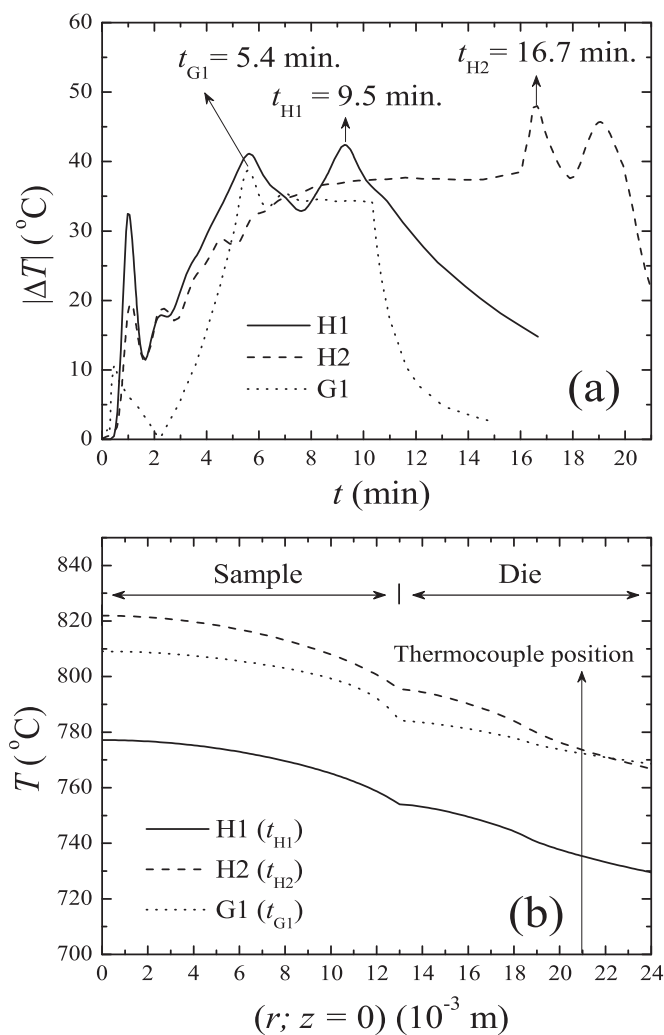 60
50
40
30
20
10
0
|ΔT| (°C)
t_G1 = 5.4 min.
t_H1 = 9.5 min.
t_H2 = 16.7 min.
H1
H2
G1
(a)
0 2 4 6 8 10 12 14 16 18 20
t (min)
840
820
800
780
760
740
720
700
T (°C)
Sample | Die
Thermocouple position
H1 (t_H1)
H2 (t_H2)
G1 (t_G1)
(b)
0 2 4 6 8 10 12 14 16 18 20 22 24
(r; z = 0) (10⁻³ m)